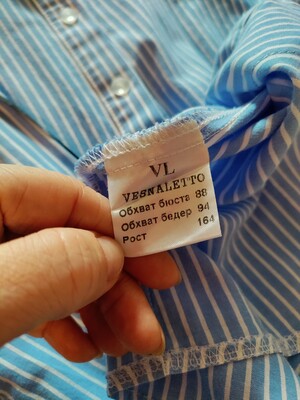 VL
VESNALETTO
Обхват бюста 88
Обхват бедер 94
Рост 164